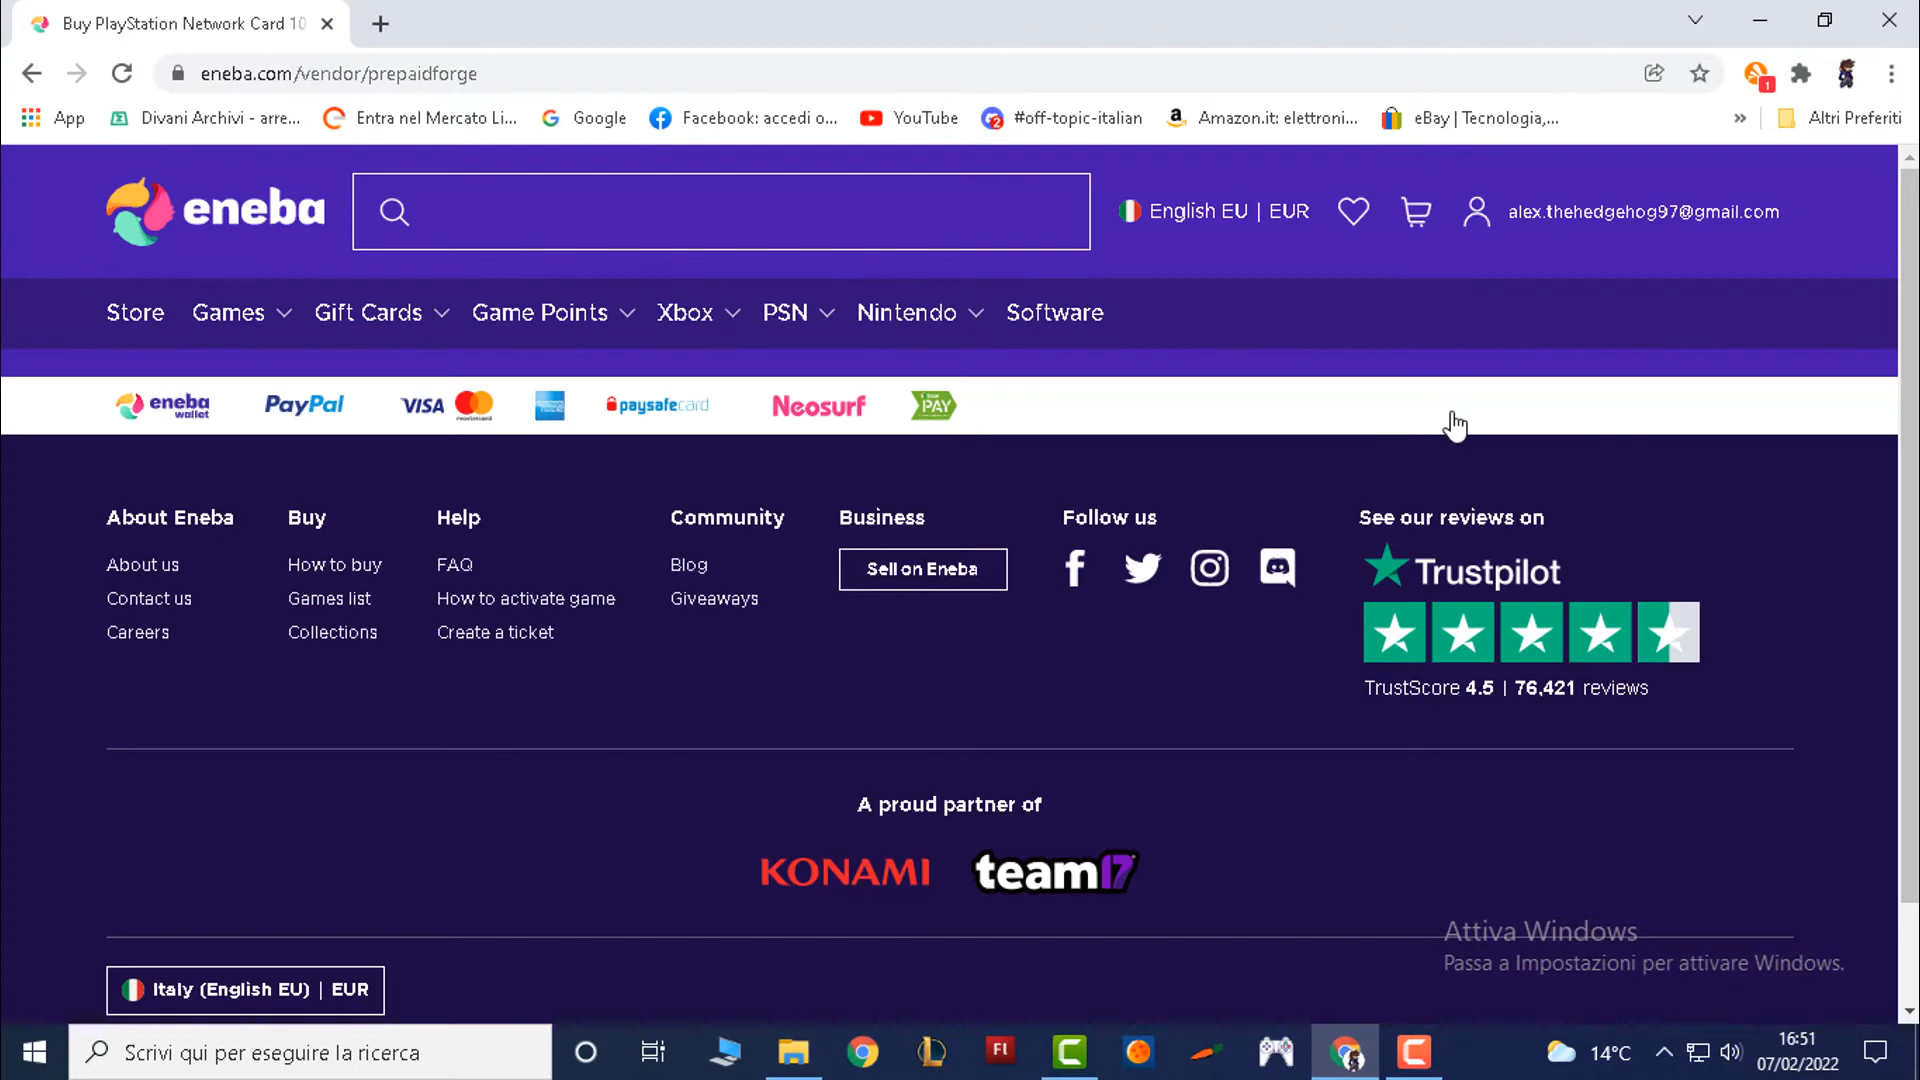 Buy PlayStation Network Card 10
eneba.com/vendor/prepaidforge
1
App
Divani Archivi - arre...
Entra nel Mercato Li...
Google
Facebook: accedi o...
YouTube
2
#off-topic-italian
Amazon.it: elettroni...
eBay | Tecnologia,...
»
Altri Preferiti
eneba
English EU | EUR
alex.thehedgehog97@gmail.com
Store
Games
Gift Cards
Game Points
Xbox
PSN
Nintendo
Software
eneba wallet
PayPal
VISA
mastercard
paysafecard
Neosurf
PAY
About Eneba
About us
Contact us
Careers
Buy
How to buy
Games list
Collections
Help
FAQ
How to activate game
Create a ticket
Community
Blog
Giveaways
Business
Sell on Eneba
Follow us
See our reviews on
Trustpilot
TrustScore 4.5 | 76,421 reviews
A proud partner of
KONAMI
team17
Attiva Windows
Passa a Impostazioni per attivare Windows.
Italy (English EU) | EUR
Scrivi qui per eseguire la ricerca
Fl
14°C
16:51
07/02/2022